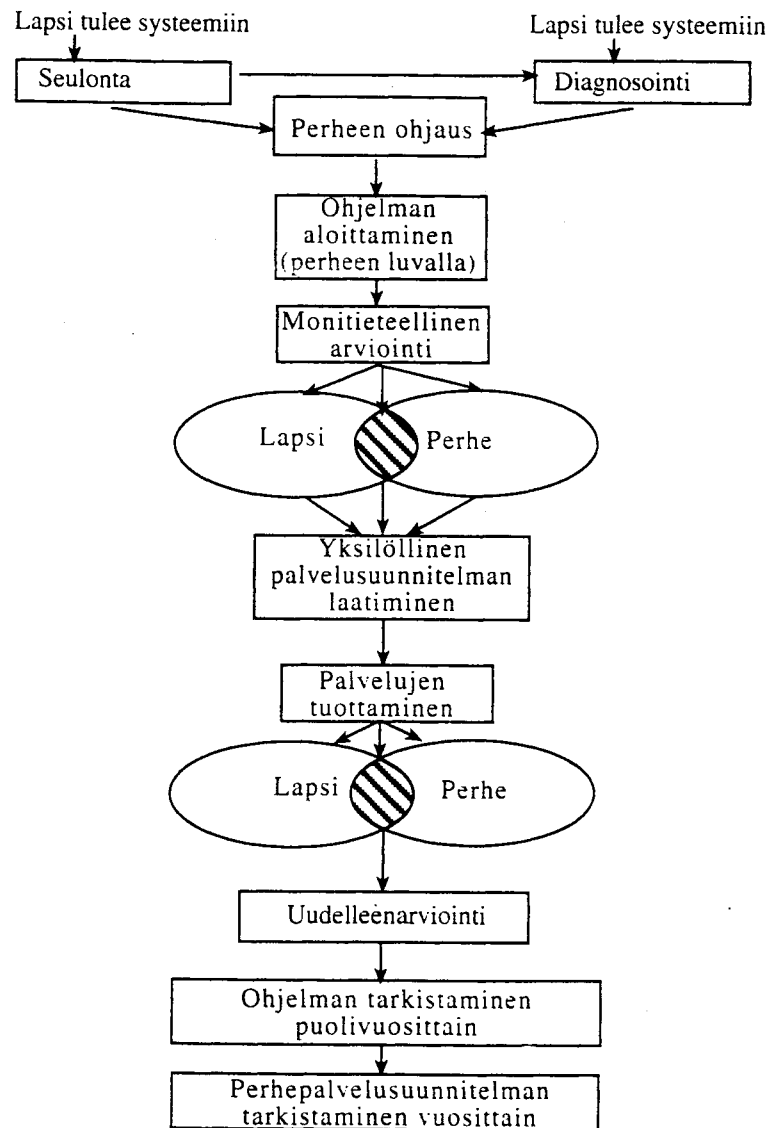 Lapsi tulee systeemiin
Lapsi tulee systeemiin
Seulonta
Diagnosointi
Perheen ohjaus
Ohjelman
aloittaminen
(perheen luvalla)
Monitieteellinen
arviointi
Lapsi
Perhe
Yksilöllinen
palvelusuunnitelman
laatiminen
Palvelujen
tuottaminen
Lapsi
Perhe
Uudelleenarviointi
Ohjelman tarkistaminen
puolivuosittain
Perhepalvelusuunnitelman
tarkistaminen vuosittain